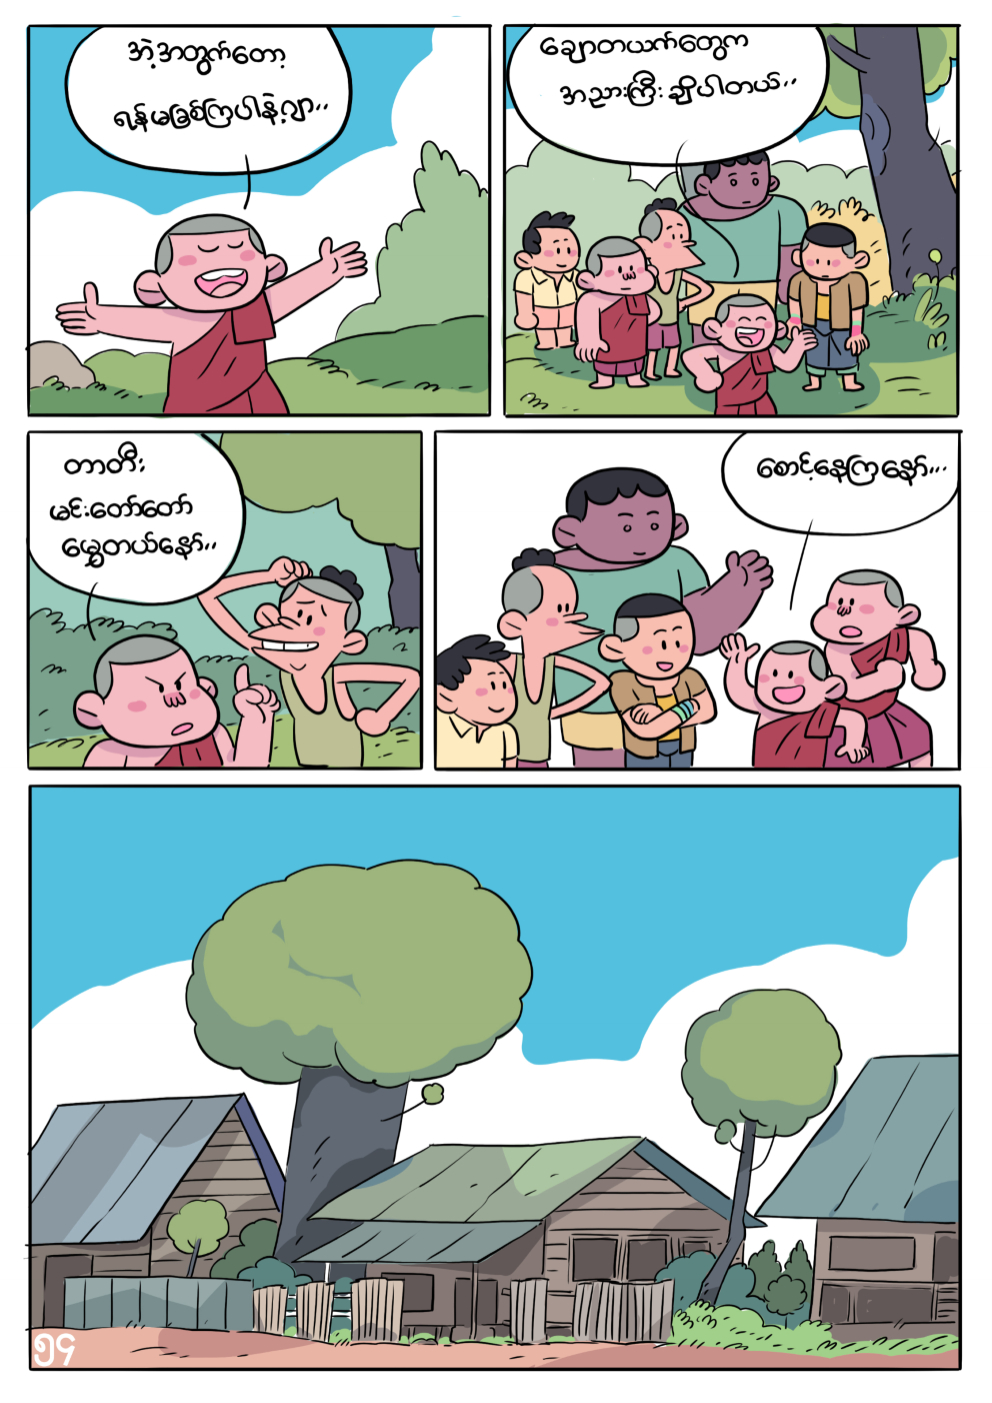 အဲ့အတွက်တော့
ရန်မဖြစ်ကြပါနဲ့ဗျာ..
ချောတယက်တွေက
အညားကြီး ချိုပါတယ်..
တာတီး
မင်းတော်တော်
မွှေတယ်နော်..
စောင့်နေကြနော်...
၅၄